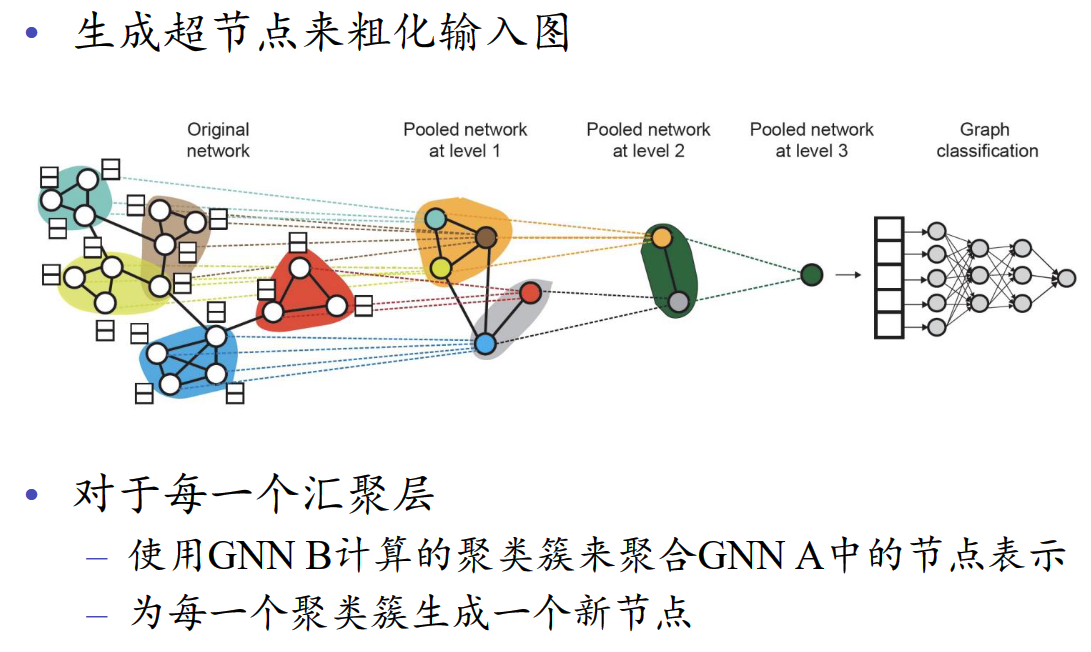 生成超节点来粗化输入图
Original network
Pooled network at level 1
Pooled network at level 2
Pooled network at level 3
Graph classification
对于每一个汇聚层
使用GNN B计算的聚类簇来聚合GNN A中的节点表示
为每一个聚类簇生成一个新节点